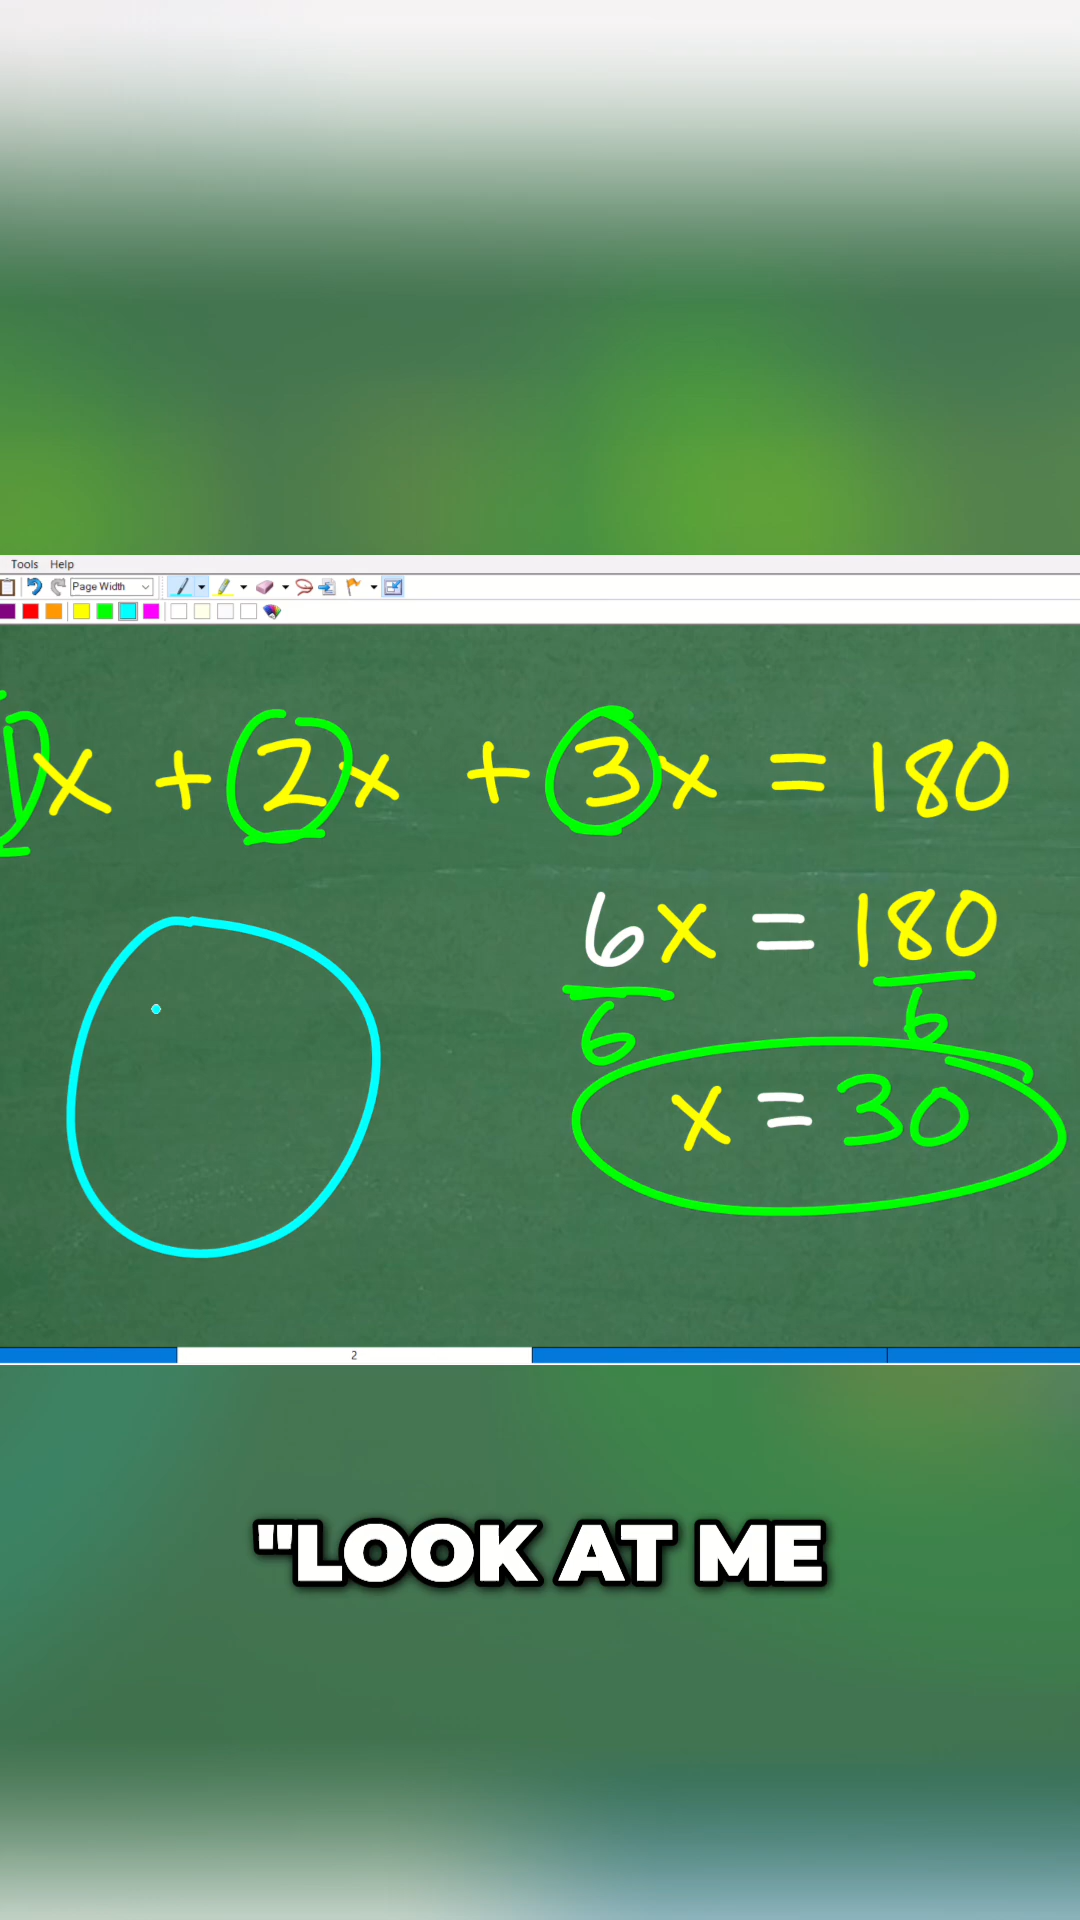 Tools Help
Page Width
1x + 2x + 3x = 180
6x = 180
6 6
x = 30
2
"LOOK AT ME